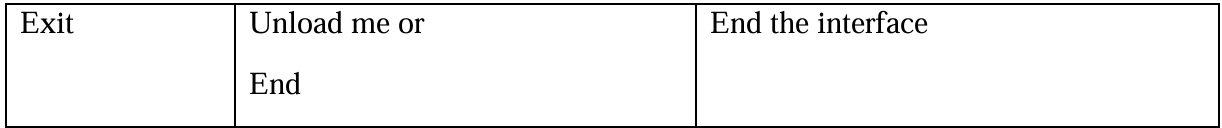 Exit
Unload me or
End
End the interface